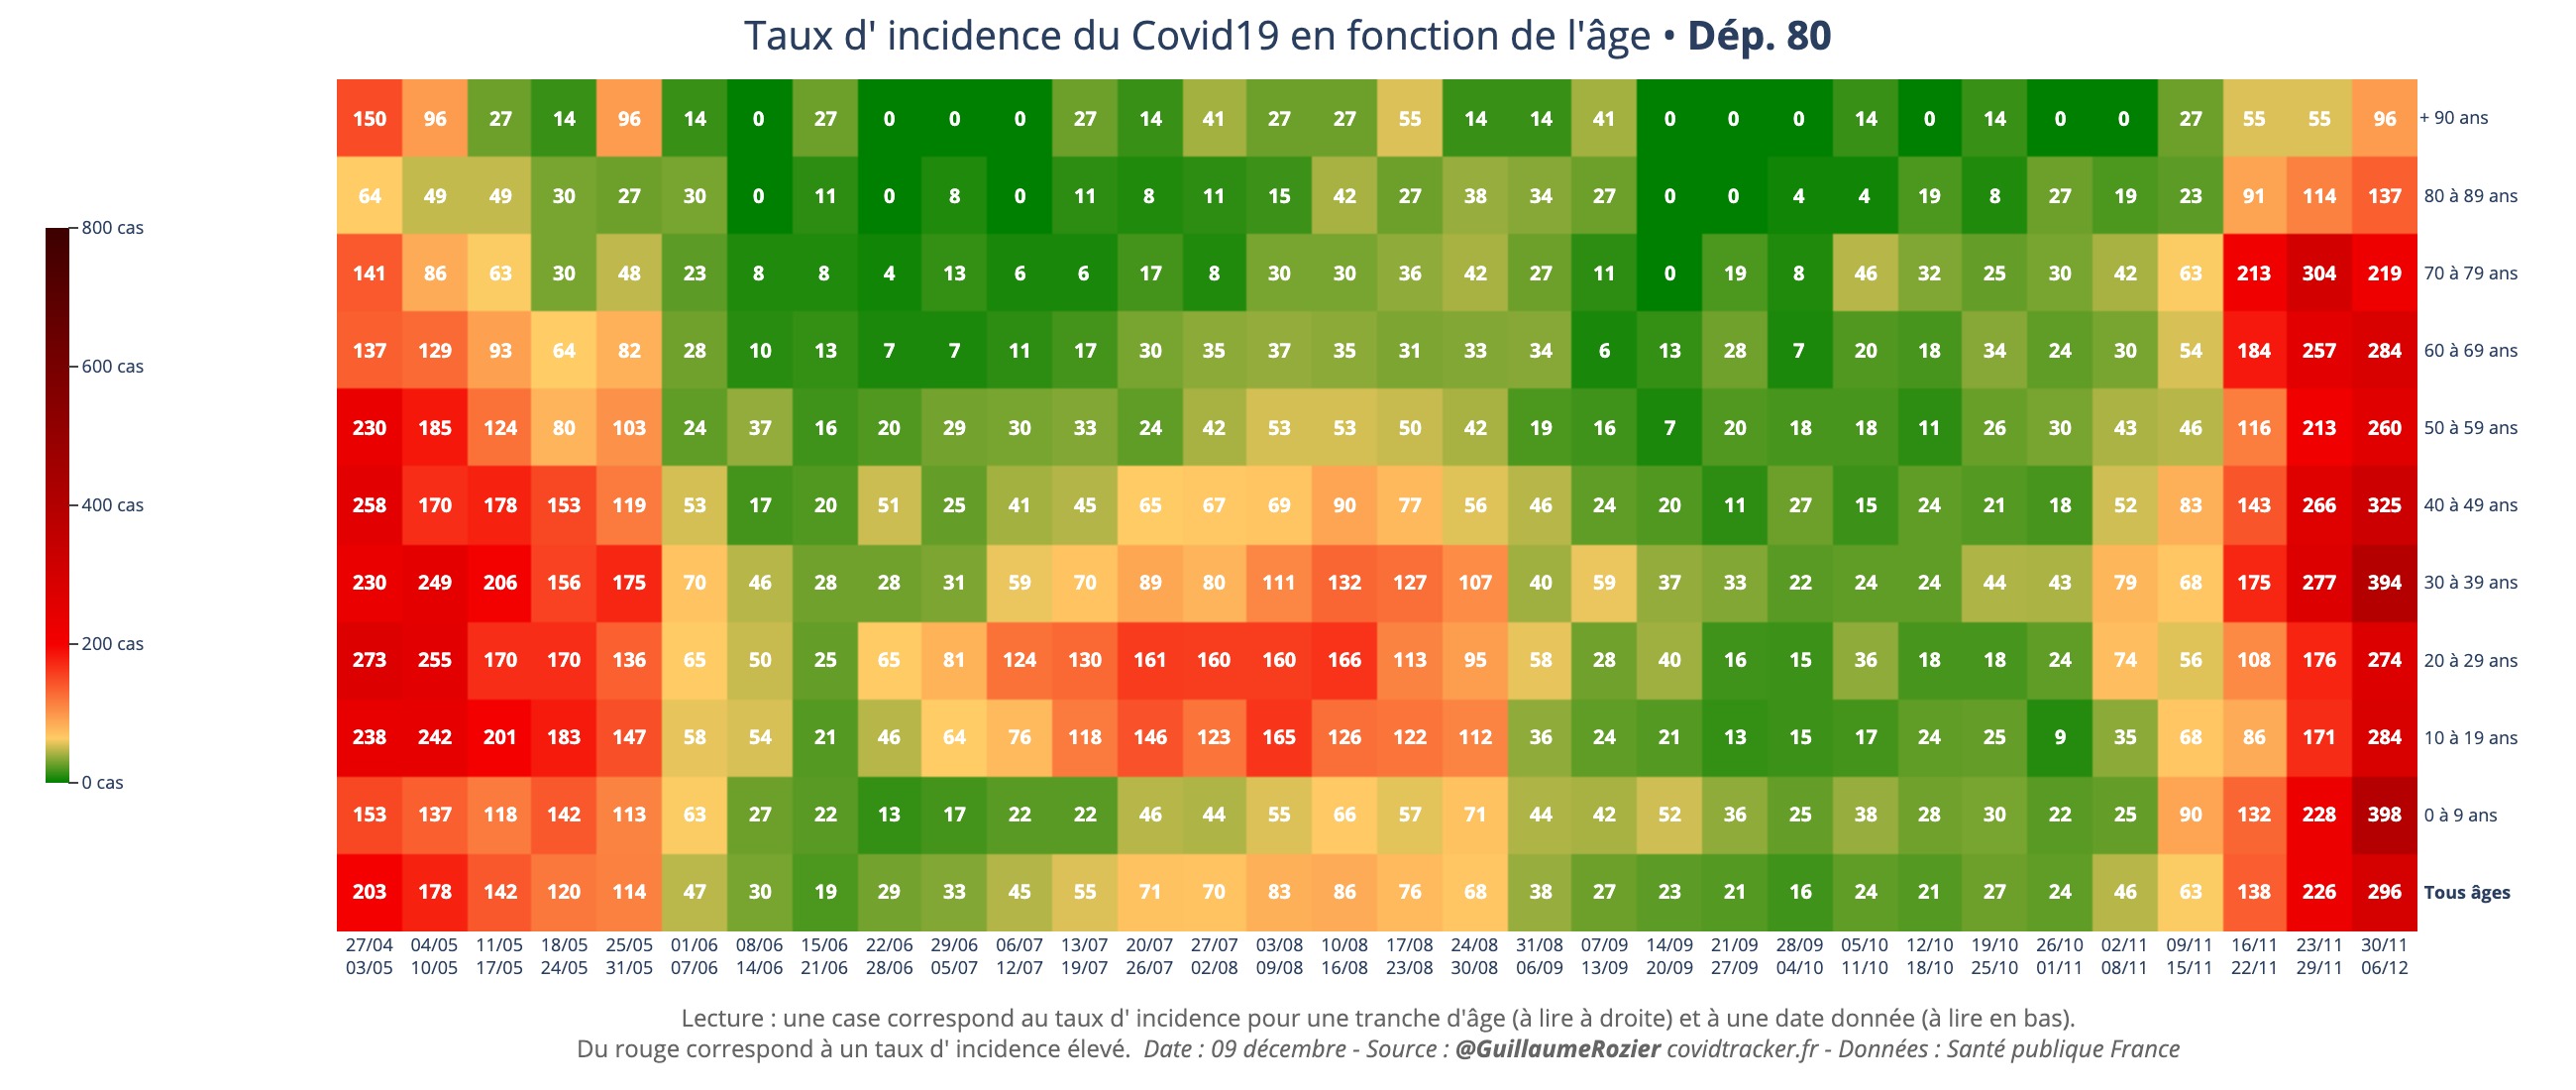 Taux d' incidence du Covid19 en fonction de l'âge • Dép. 80
800 cas
600 cas
400 cas
200 cas
0 cas
150 96 27 14 96 14 0 27 0 0 0 27 14 41 27 27 55 14 14 41 0 0 0 14 0 14 0 0 27 55 55 96 + 90 ans
64 49 49 30 27 30 0 11 0 8 0 11 8 11 15 42 27 38 34 27 0 0 4 4 19 8 27 19 23 91 114 137 80 à 89 ans
141 86 63 30 48 23 8 8 4 13 6 6 17 8 30 30 36 42 27 11 0 19 8 46 32 25 30 42 63 213 304 219 70 à 79 ans
137 129 93 64 82 28 10 13 7 7 11 17 30 35 37 35 31 33 34 6 13 28 7 20 18 34 24 30 54 184 257 284 60 à 69 ans
230 185 124 80 103 24 37 16 20 29 30 33 24 42 53 53 50 42 19 16 7 20 18 18 11 26 30 43 46 116 213 260 50 à 59 ans
258 170 178 153 119 53 17 20 51 25 41 45 65 67 69 90 77 56 46 24 20 11 27 15 24 21 18 52 83 143 266 325 40 à 49 ans
230 249 206 156 175 70 46 28 28 31 59 70 89 80 111 132 127 107 40 59 37 33 22 24 24 44 43 79 68 175 277 394 30 à 39 ans
273 255 170 170 136 65 50 25 65 81 124 130 161 160 160 166 113 95 58 28 40 16 15 36 18 18 24 74 56 108 176 274 20 à 29 ans
238 242 201 183 147 58 54 21 46 64 76 118 146 123 165 126 122 112 36 24 21 13 15 17 24 25 9 35 68 86 171 284 10 à 19 ans
153 137 118 142 113 63 27 22 13 17 22 22 46 44 55 66 57 71 44 42 52 36 25 38 28 30 22 25 90 132 228 398 0 à 9 ans
203 178 142 120 114 47 30 19 29 33 45 55 71 70 83 86 76 68 38 27 23 21 16 24 21 27 24 46 63 138 226 296 Tous âges
27/04 04/05 11/05 18/05 25/05 01/06 08/06 15/06 22/06 29/06 06/07 13/07 20/07 27/07 03/08 10/08 17/08 24/08 31/08 07/09 14/09 21/09 28/09 05/10 12/10 19/10 26/10 02/11 09/11 16/11 23/11 30/11
03/05 10/05 17/05 24/05 31/05 07/06 14/06 21/06 28/06 05/07 12/07 19/07 26/07 02/08 09/08 16/08 23/08 30/08 06/09 13/09 20/09 27/09 04/10 11/10 18/10 25/10 01/11 08/11 15/11 22/11 29/11 06/12
Lecture : une case correspond au taux d' incidence pour une tranche d'âge (à lire à droite) et à une date donnée (à lire en bas).
Du rouge correspond à un taux d' incidence élevé. Date : 09 décembre - Source : @GuillaumeRozier covidtracker.fr - Données : Santé publique France